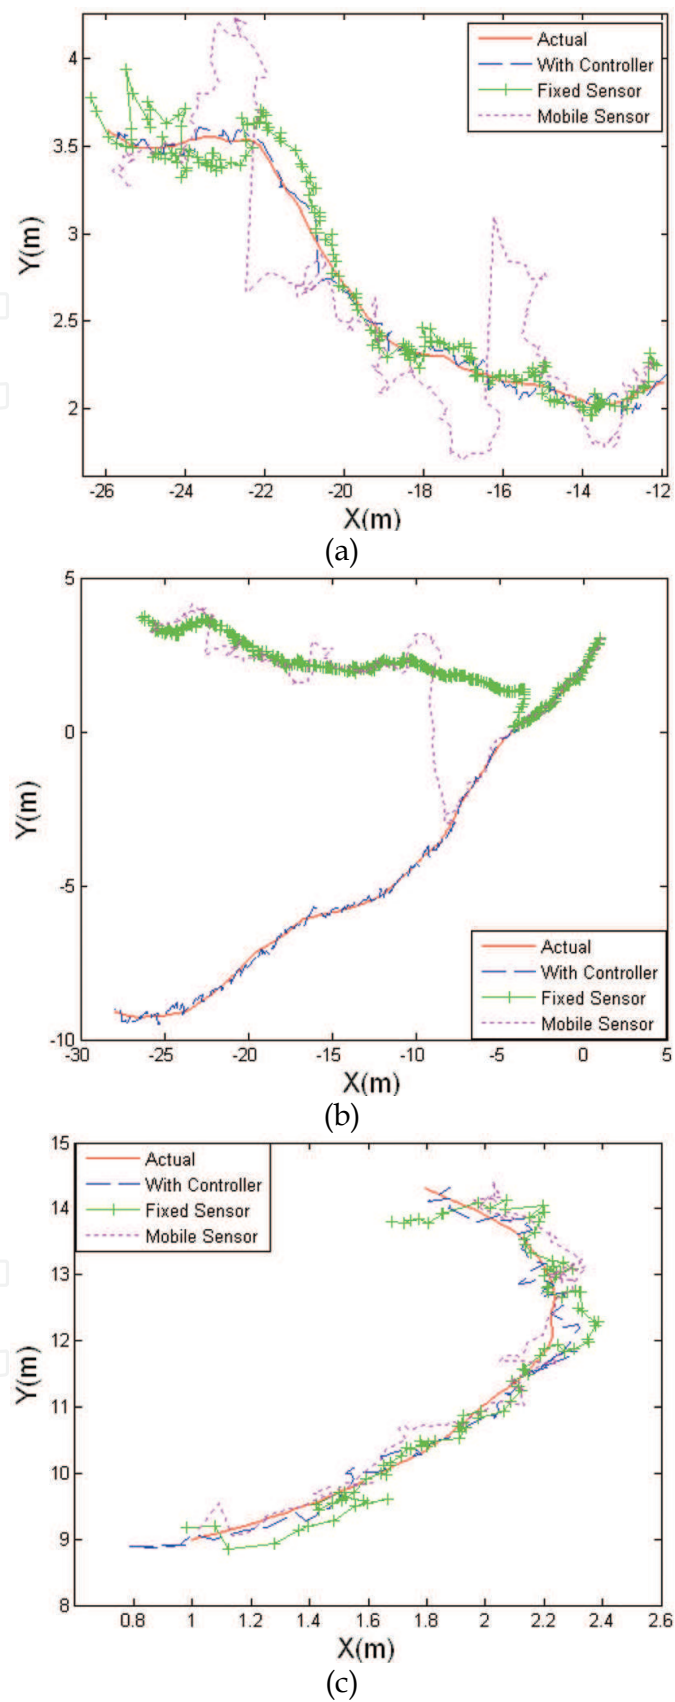 4
3.5
3
2.5
2
Y(m)
Actual
With Controller
Fixed Sensor
Mobile Sensor
-26 -24 -22 -20 -18 -16 -14 -12
X(m)
(a)
5
0
-5
-10
Y(m)
Actual
With Controller
Fixed Sensor
Mobile Sensor
-30 -25 -20 -15 -10 -5 0 5
X(m)
(b)
15
14
13
12
11
10
9
8
Y(m)
Actual
With Controller
Fixed Sensor
Mobile Sensor
0.8 1 1.2 1.4 1.6 1.8 2 2.2 2.4 2.6
X(m)
(c)